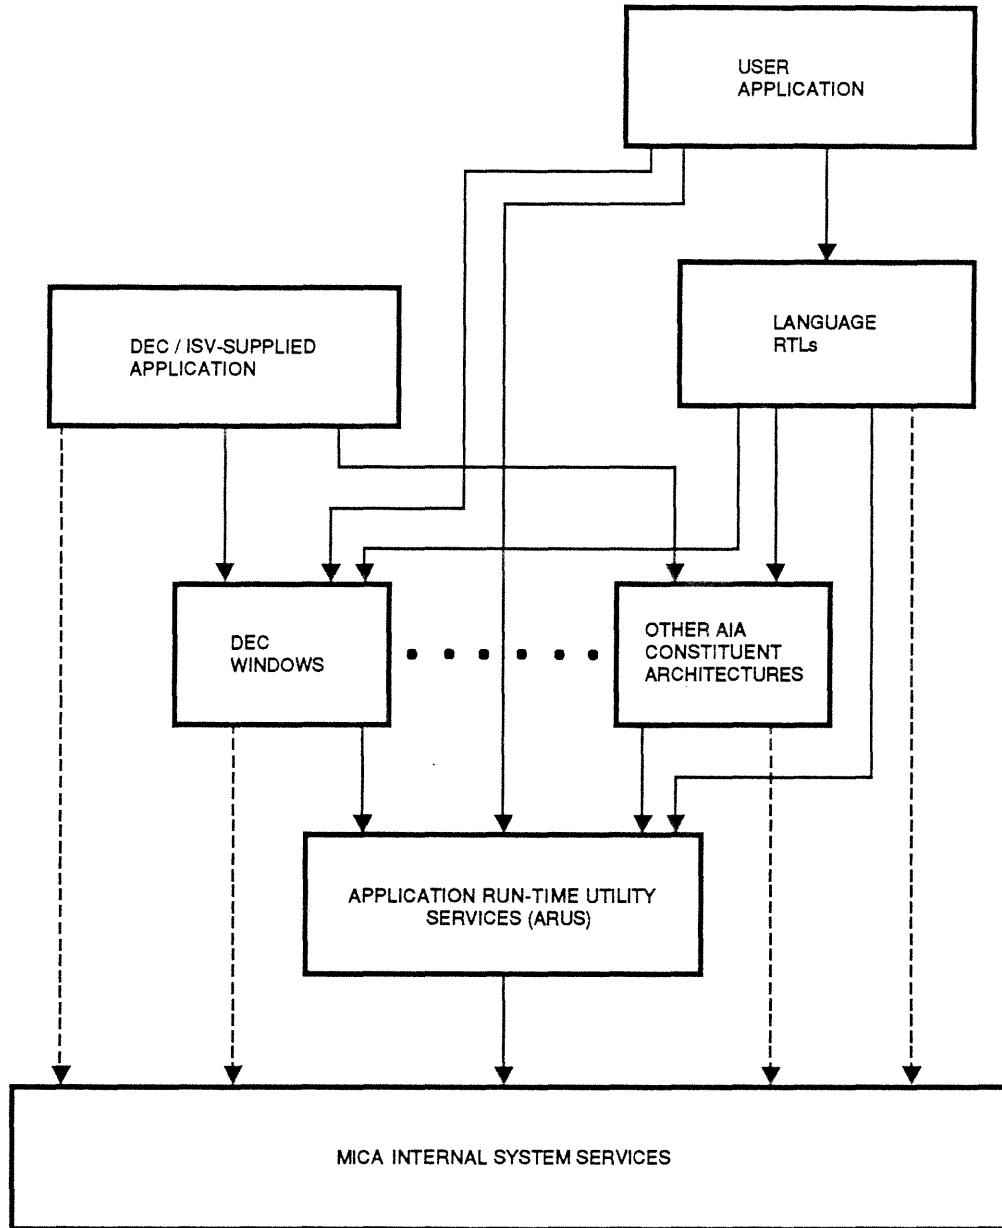 USER
APPLICATION
LANGUAGE
RTLs
DEC / ISV-SUPPLIED
APPLICATION
DEC
WINDOWS
OTHER AIA
CONSTITUENT
ARCHITECTURES
APPLICATION RUN-TIME UTILITY
SERVICES (ARUS)
MICA INTERNAL SYSTEM SERVICES